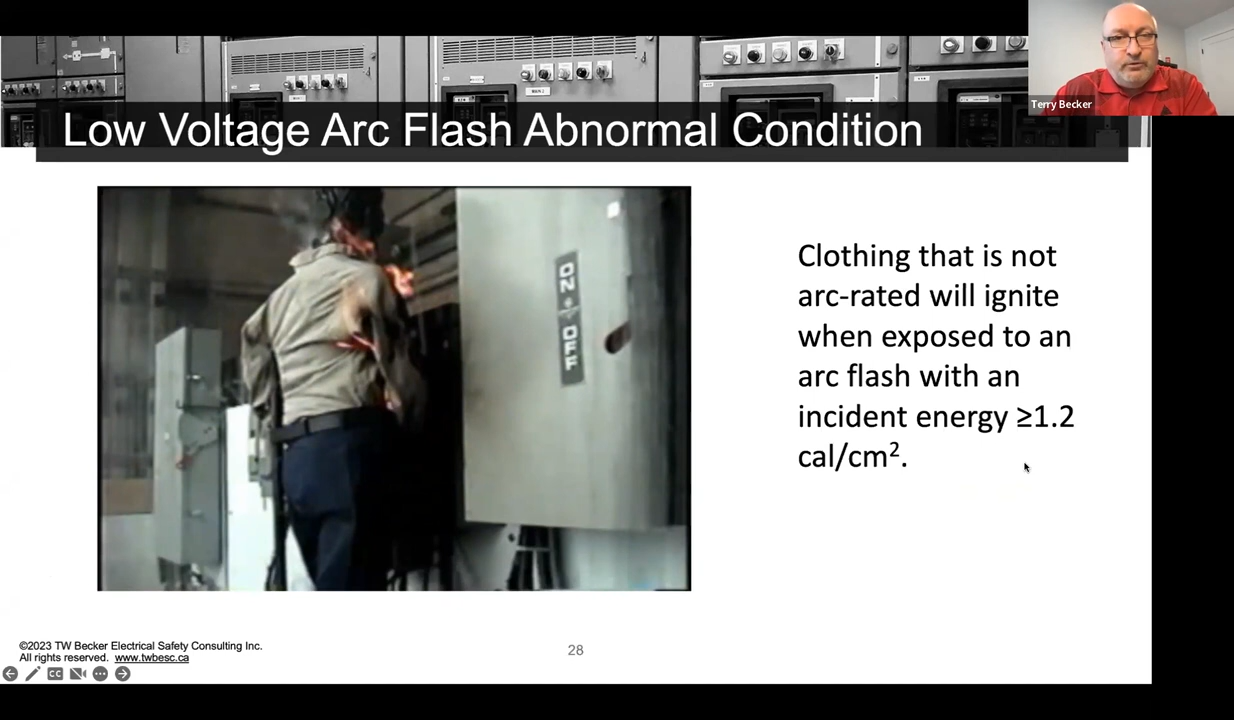 Terry Becker
Low Voltage Arc Flash Abnormal Condition
ON
OFF
Clothing that is not
arc-rated will ignite
when exposed to an
arc flash with an
incident energy ≥1.2
cal/cm².
©2023 TW Becker Electrical Safety Consulting Inc.
All rights reserved. www.twbesc.ca
28
CC